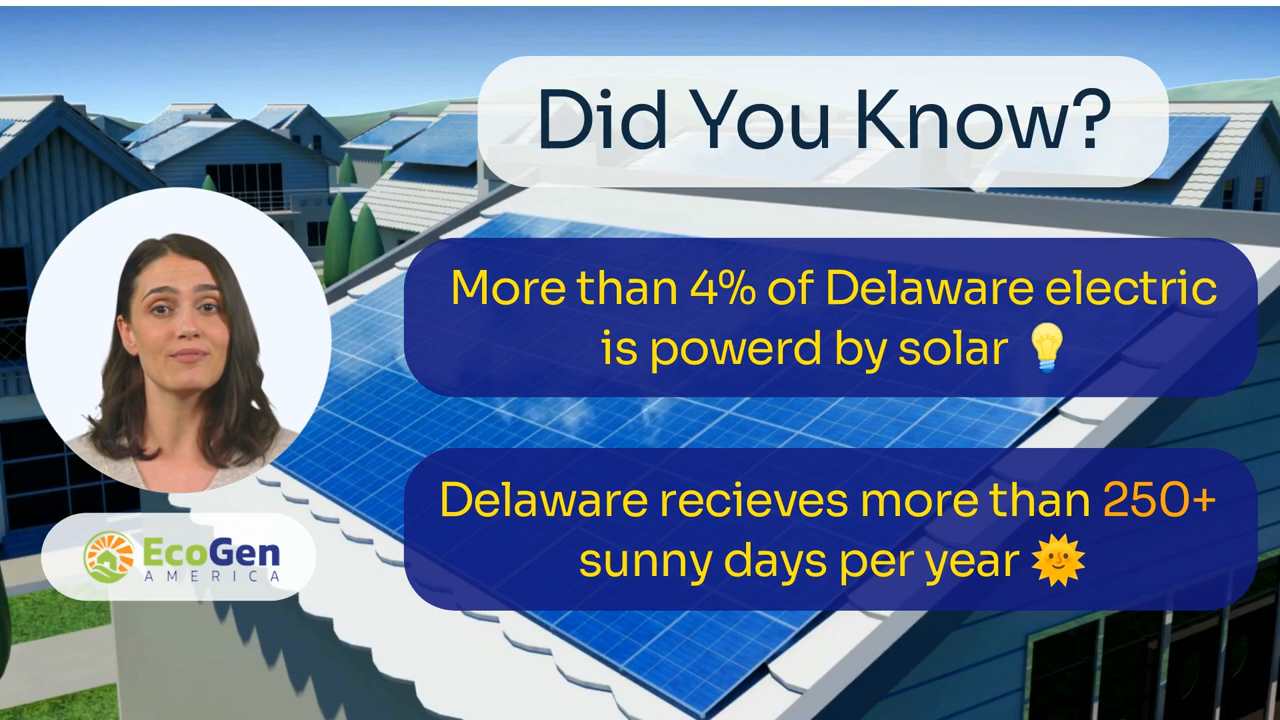 Did You Know?
More than 4% of Delaware electric
is powerd by solar 💡
Delaware recieves more than 250+
sunny days per year 🌞
EcoGen
AMERICA